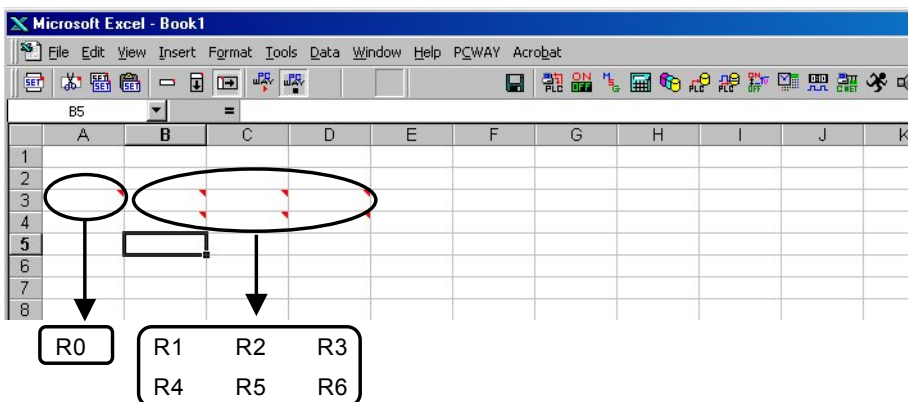 Microsoft Excel - Book1
File Edit View Insert Format Tools Data Window Help PCWAY Acrobat
B5 =
A B C D E F G H I J K
1
2
3
4
5
6
7
8
R0 R1 R2 R3
R4 R5 R6